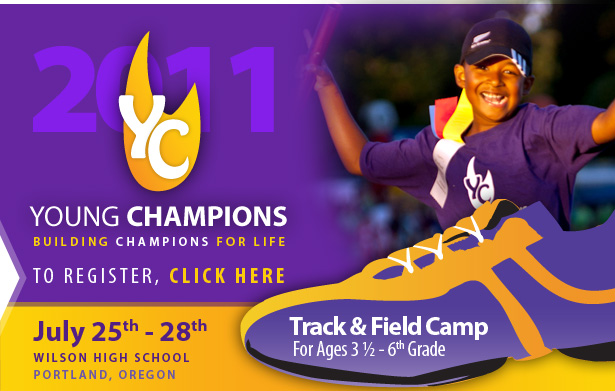 2011
YC
YOUNG CHAMPIONS
BUILDING CHAMPIONS FOR LIFE
TO REGISTER, CLICK HERE
July 25th - 28th
WILSON HIGH SCHOOL
PORTLAND, OREGON
YC
Track & Field Camp
For Ages 3 ½ - 6th Grade